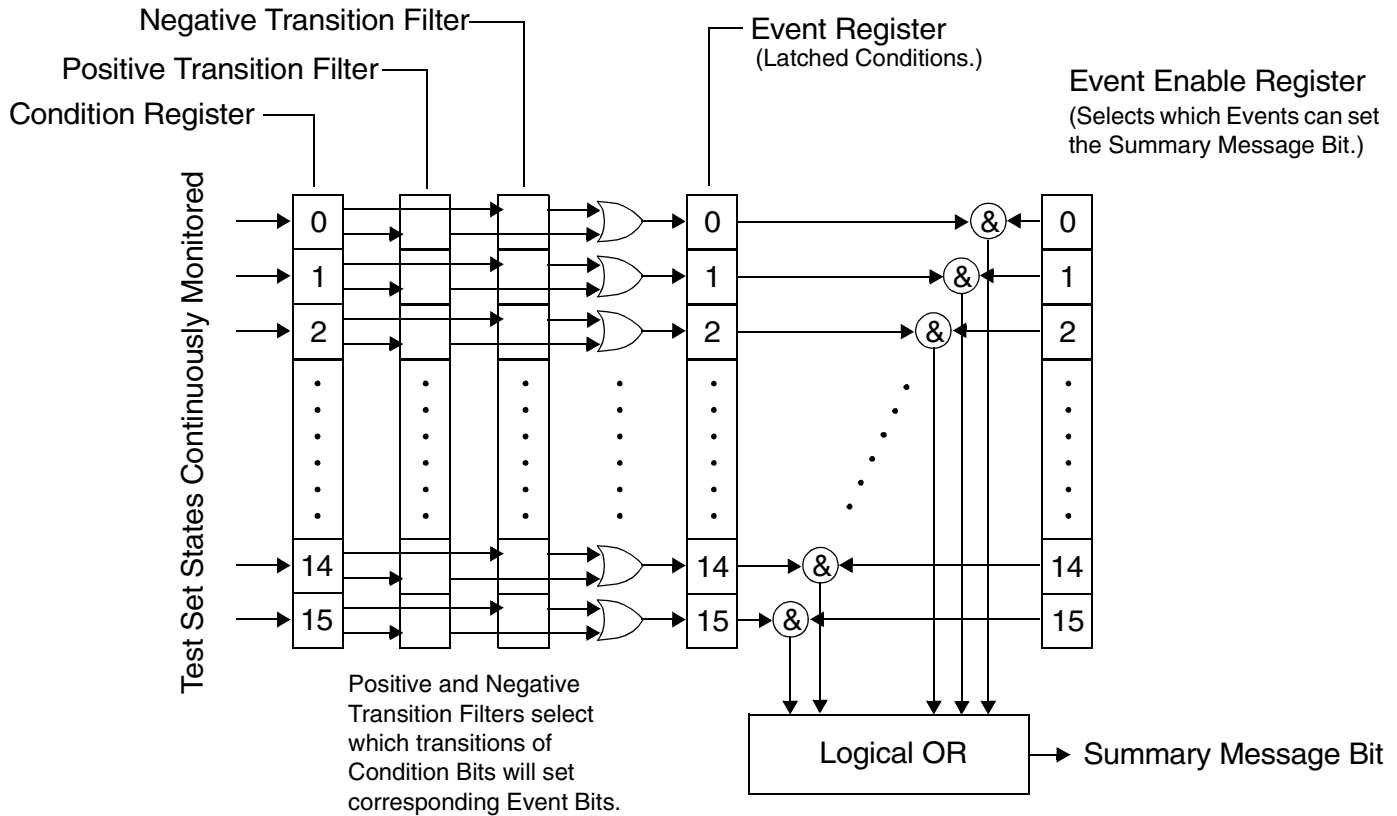 Negative Transition Filter
Positive Transition Filter
Condition Register
Event Register
(Latched Conditions.)
Event Enable Register
(Selects which Events can set
the Summary Message Bit.)
Test Set States Continuously Monitored
0 0 & 0
1 1 & 1
2 2 & 2
14 14 & 14
15 15 & 15
Positive and Negative
Transition Filters select
which transitions of
Condition Bits will set
corresponding Event Bits.
Logical OR
Summary Message Bit